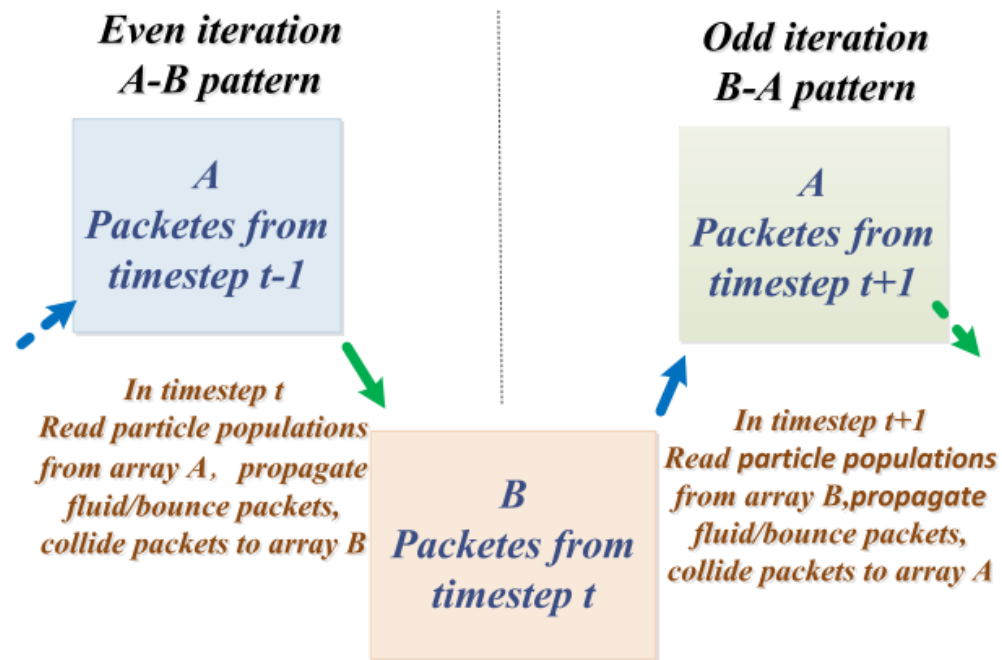 Even iteration
A-B pattern
A
Packetes from
timestep t-1
In timestep t
Read particle populations
from array A, propagate
fluid/bounce packets,
collide packets to array B
B
Packetes from
timestep t
Odd iteration
B-A pattern
A
Packetes from
timestep t+1
In timestep t+1
Read particle populations
from array B,propagate
fluid/bounce packets,
collide packets to array A